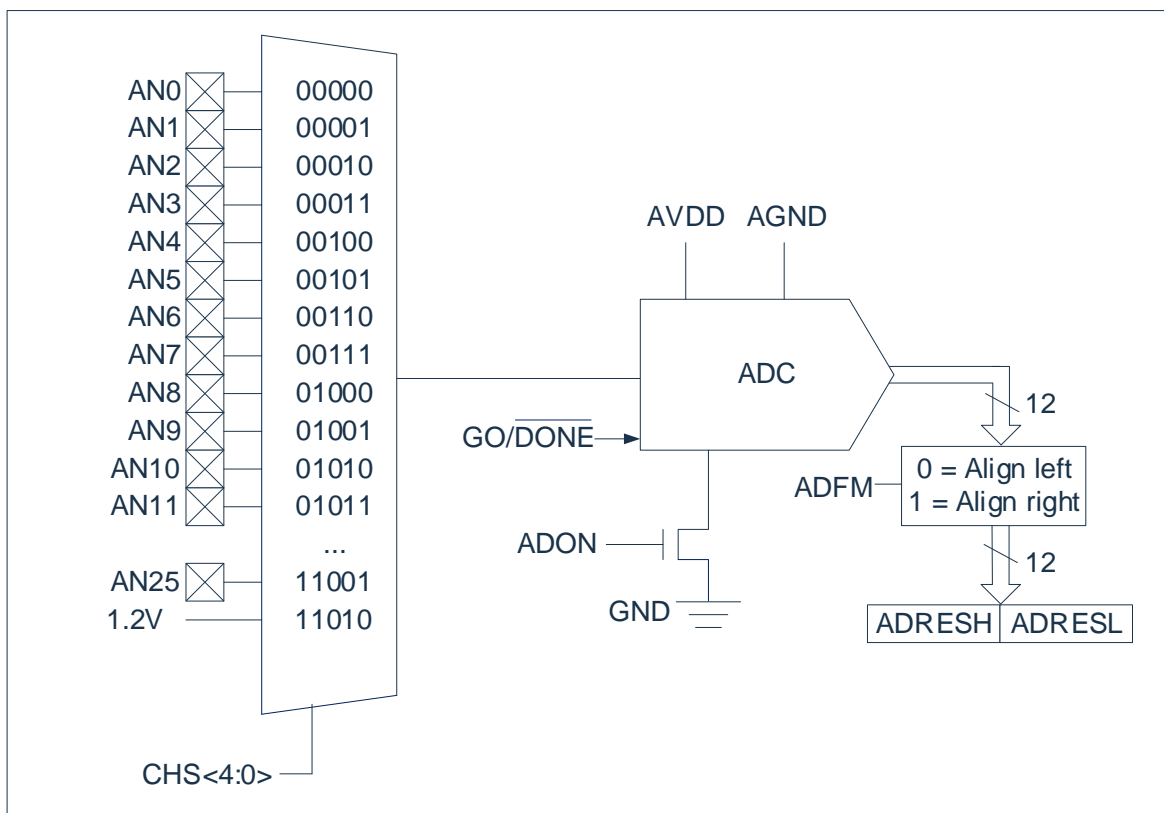 AN0 00000
AN1 00001
AN2 00010
AN3 00011
AN4 00100
AN5 00101
AN6 00110
AN7 00111
AN8 01000
AN9 01001
AN10 01010
AN11 01011
...
AN25 11001
1.2V 11010
CHS<4:0>
AVDD AGND
ADC
GO/DONE
ADON
GND
12
ADFM
0 = Align left
1 = Align right
12
ADRESH ADRESL